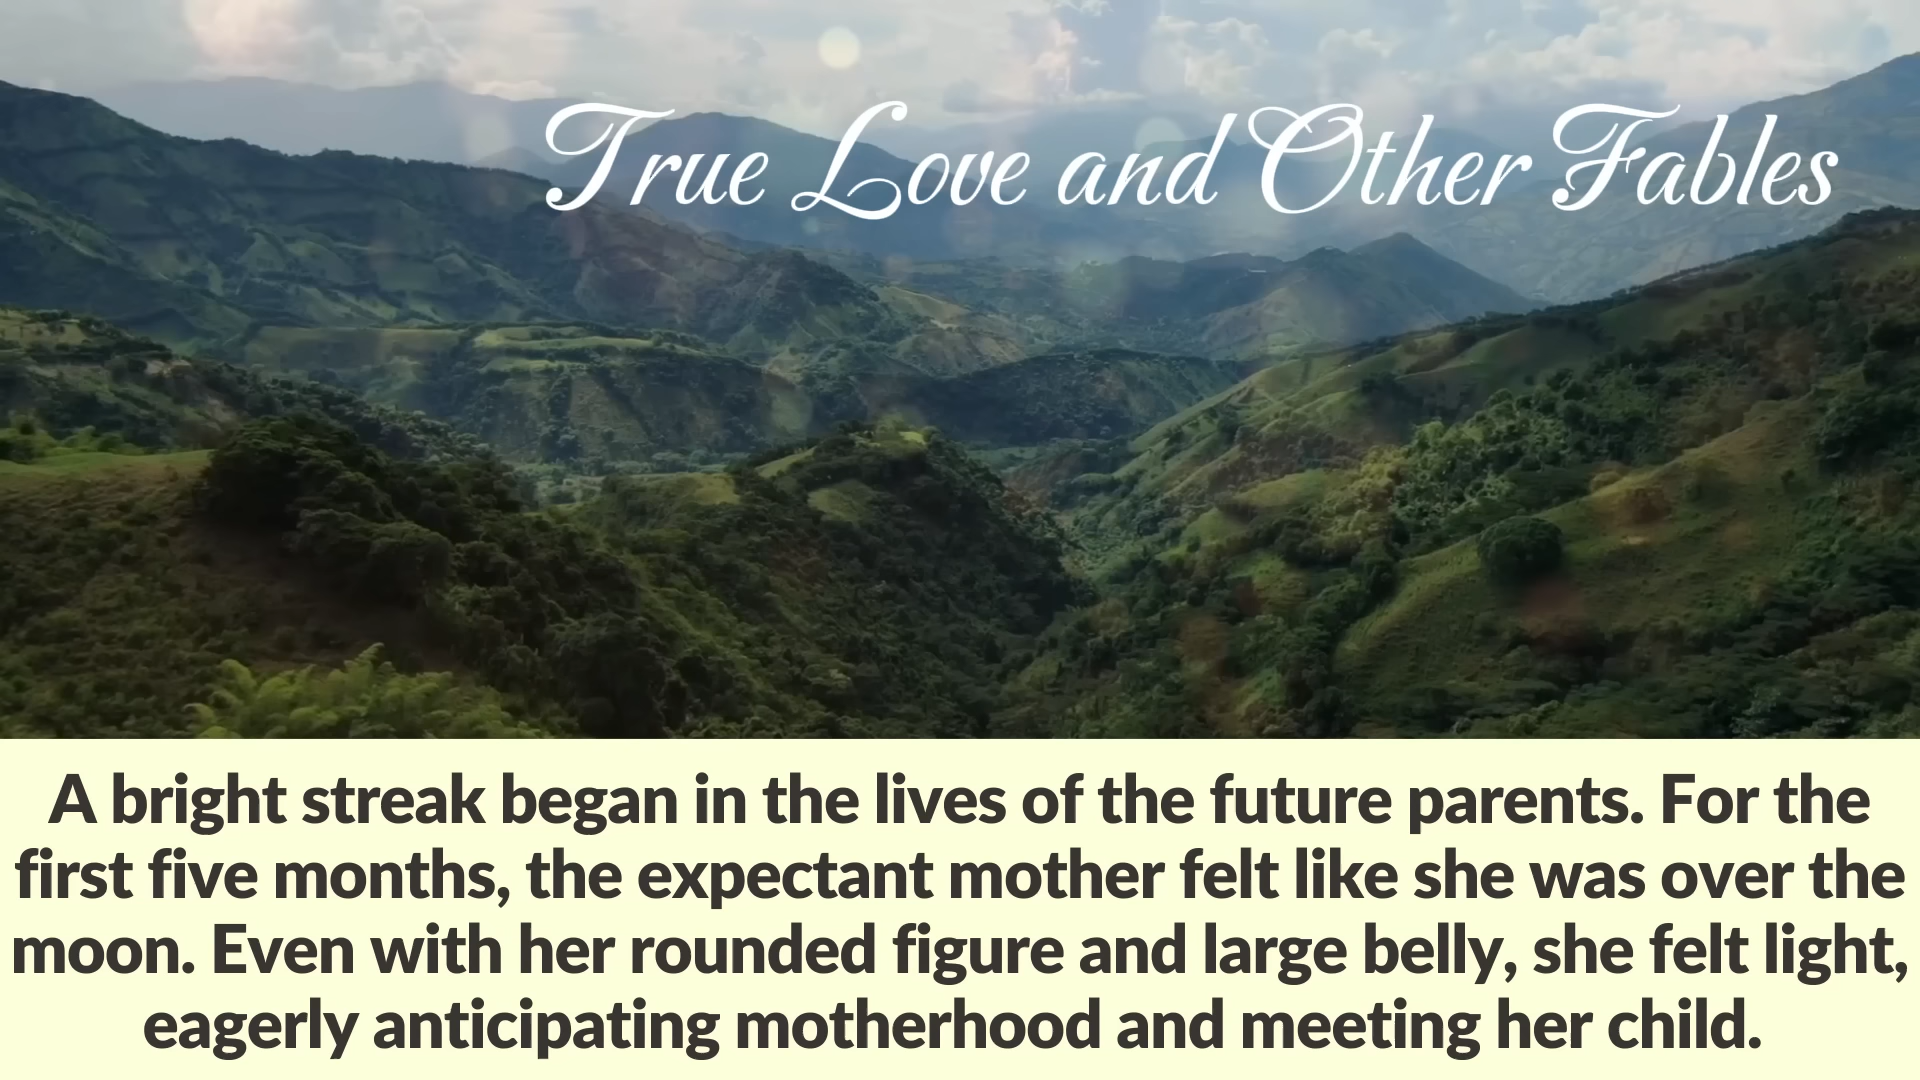 True Love and Other Fables
A bright streak began in the lives of the future parents. For the
first five months, the expectant mother felt like she was over the
moon. Even with her rounded figure and large belly, she felt light,
eagerly anticipating motherhood and meeting her child.